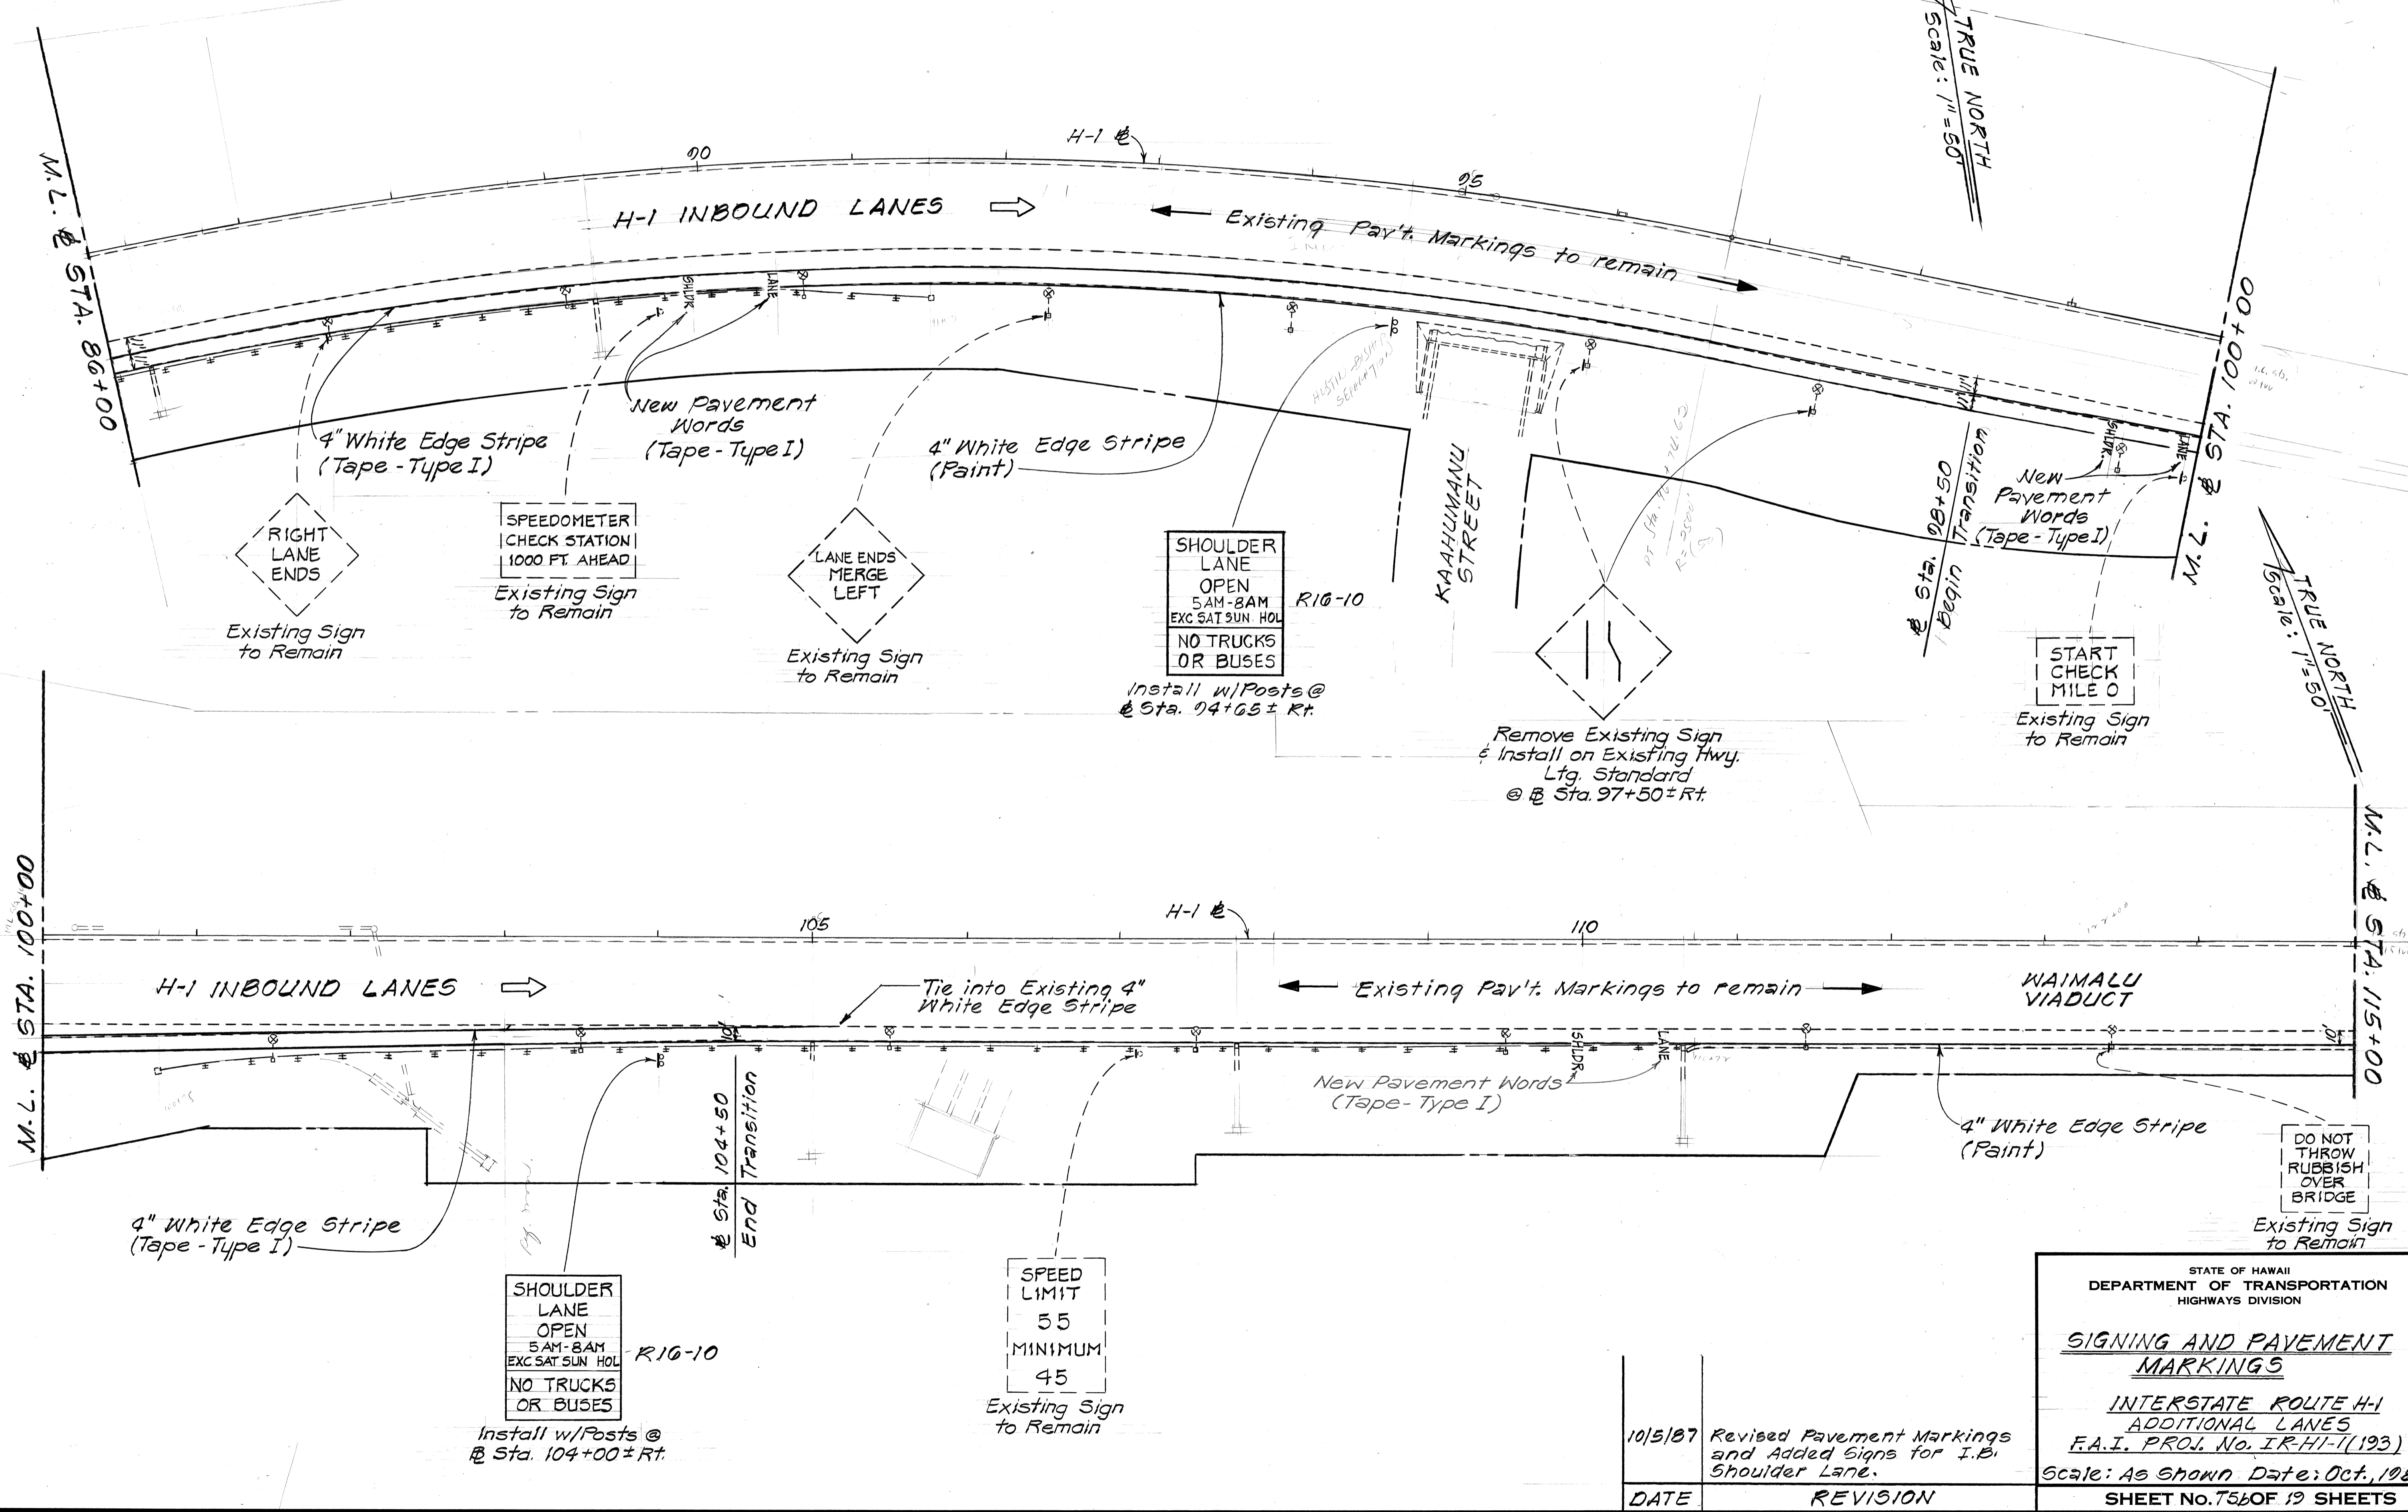 TRUE NORTH
Scale: 1"=50'
M.L. ⅊ STA. 86+00
90
H-1 ⅊
95
H-1 INBOUND LANES
Existing Pav't. Markings to remain
M.L. ⅊ STA. 100+00
11'
SHLDR.
LANE
4" White Edge Stripe
(Tape - Type I)
New Pavement
Words
(Tape - Type I)
4" White Edge Stripe
(Paint)
KAAHUMANU
STREET
11'
SHLDR.
LANE
⅊ Sta. 98+50
Begin Transition
New
Pavement
Words
(Tape - Type I)
RIGHT
LANE
ENDS
Existing Sign
to Remain
SPEEDOMETER
CHECK STATION
1000 FT. AHEAD
Existing Sign
to Remain
LANE ENDS
MERGE
LEFT
Existing Sign
to Remain
SHOULDER
LANE
OPEN
5AM-8AM
EXC SAT SUN HOL
NO TRUCKS
OR BUSES
R16-10
Install w/Posts @
⅊ Sta. 94+65± Rt.
Remove Existing Sign
& Install on Existing Hwy.
Ltg. Standard
@ ⅊ Sta. 97+50± Rt.
START
CHECK
MILE 0
Existing Sign
to Remain
TRUE NORTH
Scale: 1"=50'
M.L. ⅊ STA. 100+00
105
H-1 ⅊
110
H-1 INBOUND LANES
Tie into Existing 4"
White Edge Stripe
Existing Pav't. Markings to remain
WAIMALU
VIADUCT
M.L. ⅊ STA. 115+00
10'
SHLDR.
LANE
10'
New Pavement Words
(Tape - Type I)
4" White Edge Stripe
(Paint)
4" White Edge Stripe
(Tape - Type I)
⅊ Sta. 104+50
End Transition
SHOULDER
LANE
OPEN
5AM-8AM
EXC SAT SUN HOL
NO TRUCKS
OR BUSES
R16-10
Install w/Posts @
⅊ Sta. 104+00± Rt.
SPEED
LIMIT
55
MINIMUM
45
Existing Sign
to Remain
DO NOT
THROW
RUBBISH
OVER
BRIDGE
Existing Sign
to Remain
10/5/87 Revised Pavement Markings
and Added Signs for I.B.
Shoulder Lane.
DATE REVISION
STATE OF HAWAII
DEPARTMENT OF TRANSPORTATION
HIGHWAYS DIVISION
SIGNING AND PAVEMENT
MARKINGS
INTERSTATE ROUTE H-1
ADDITIONAL LANES
F.A.I. PROJ. No. IR-H1-1(193)
Scale: As Shown Date: Oct.,
SHEET No. T5b OF 19 SHEETS